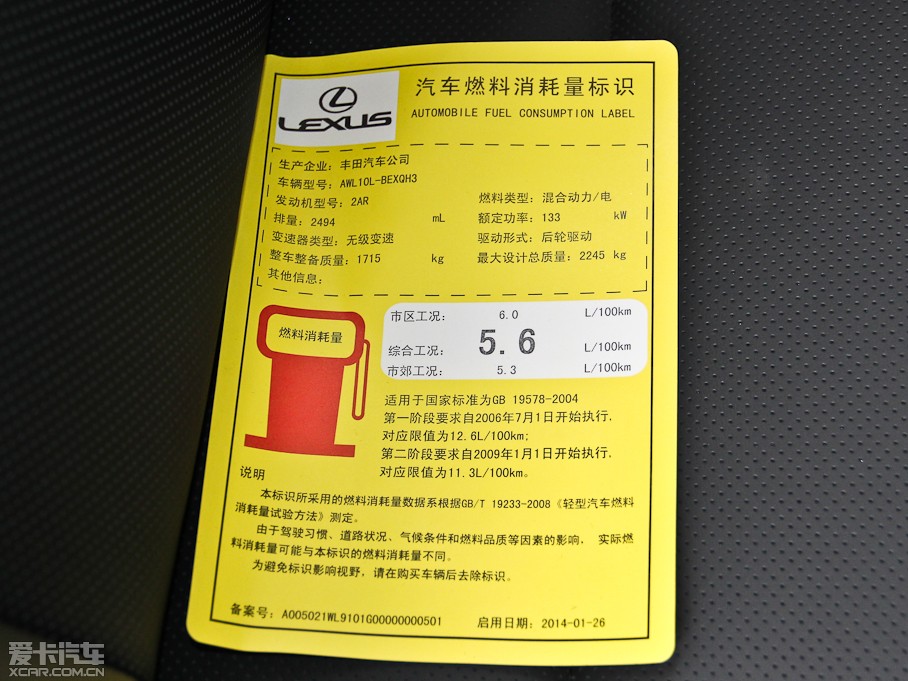 LEXUS
汽车燃料消耗量标识
AUTOMOBILE FUEL CONSUMPTION LABEL
生产企业：丰田汽车公司
车辆型号：AWL10L-BEXQH3
发动机型号：2AR
燃料类型：混合动力/电
排量：2494 mL
额定功率：133 kW
变速器类型：无级变速
驱动形式：后轮驱动
整车整备质量：1715 kg
最大设计总质量：2245 kg
其他信息：
燃料消耗量
市区工况： 6.0 L/100km
综合工况： 5.6 L/100km
市郊工况： 5.3 L/100km
适用于国家标准为GB 19578-2004
第一阶段要求自2006年7月1日开始执行，
对应限值为12.6L/100km;
第二阶段要求自2009年1月1日开始执行，
对应限值为11.3L/100km。
说明
本标识所采用的燃料消耗量数据系根据GB/T 19233-2008《轻型汽车燃料
消耗量试验方法》测定。
由于驾驶习惯、道路状况、气候条件和燃料品质等因素的影响， 实际燃
料消耗量可能与本标识的燃料消耗量不同。
为避免标识影响视野，请在购买车辆后去除标识。
备案号：A005021WL9101G00000000501
启用日期：2014-01-26
爱卡汽车
XCAR.COM.CN